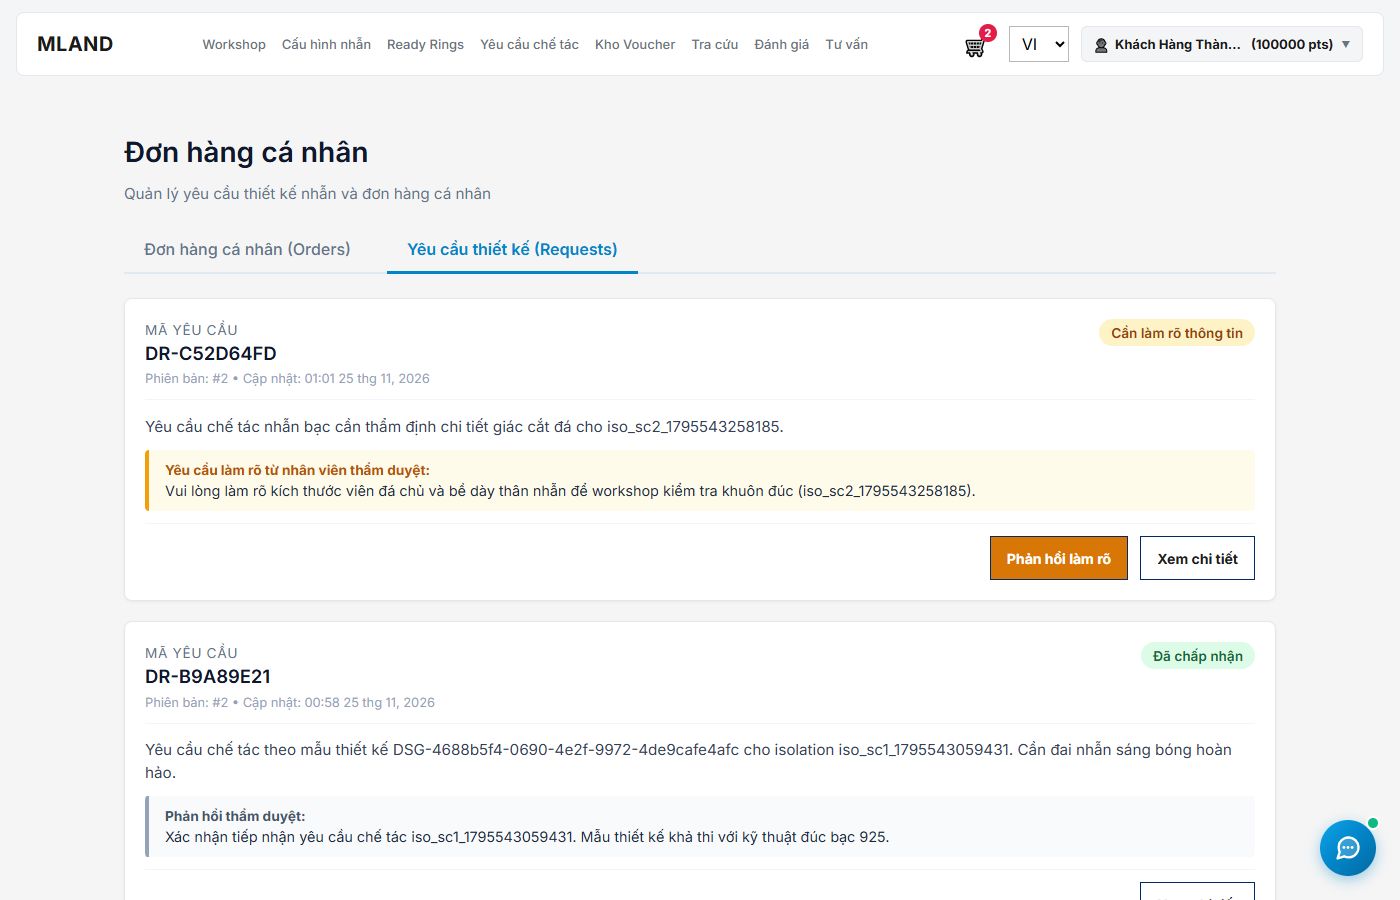 MLAND
Workshop Cấu hình nhẫn Ready Rings Yêu cầu chế tác Kho Voucher Tra cứu Đánh giá Tư vấn
2
VI
Khách Hàng Thàn... (100000 pts)
Đơn hàng cá nhân
Quản lý yêu cầu thiết kế nhẫn và đơn hàng cá nhân
Đơn hàng cá nhân (Orders) Yêu cầu thiết kế (Requests)
MÃ YÊU CẦU
Cần làm rõ thông tin
DR-C52D64FD
Phiên bản: #2 • Cập nhật: 01:01 25 thg 11, 2026
Yêu cầu chế tác nhẫn bạc cần thẩm định chi tiết giác cắt đá cho iso_sc2_1795543258185.
Yêu cầu làm rõ từ nhân viên thẩm duyệt:
Vui lòng làm rõ kích thước viên đá chủ và bề dày thân nhẫn để workshop kiểm tra khuôn đúc (iso_sc2_1795543258185).
Phản hồi làm rõ Xem chi tiết
MÃ YÊU CẦU
Đã chấp nhận
DR-B9A89E21
Phiên bản: #2 • Cập nhật: 00:58 25 thg 11, 2026
Yêu cầu chế tác theo mẫu thiết kế DSG-4688b5f4-0690-4e2f-9972-4de9cafe4afc cho isolation iso_sc1_1795543059431. Cần đai nhẫn sáng bóng hoàn
hảo.
Phản hồi thẩm duyệt:
Xác nhận tiếp nhận yêu cầu chế tác iso_sc1_1795543059431. Mẫu thiết kế khả thi với kỹ thuật đúc bạc 925.